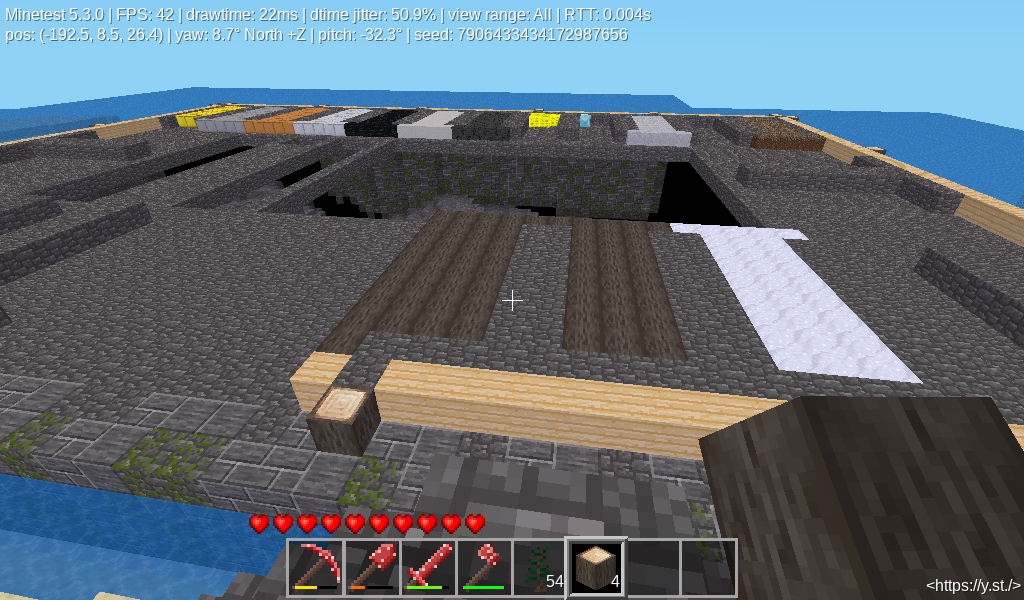 Minetest 5.3.0 | FPS: 42 | drawtime: 22ms | dtime jitter: 50.9% | view range: All | RTT: 0.004s
pos: (-192.5, 8.5, 26.4) | yaw: 8.7° North +Z | pitch: -32.3° | seed: 7906433434172987656
54
4
<https://y.st./>